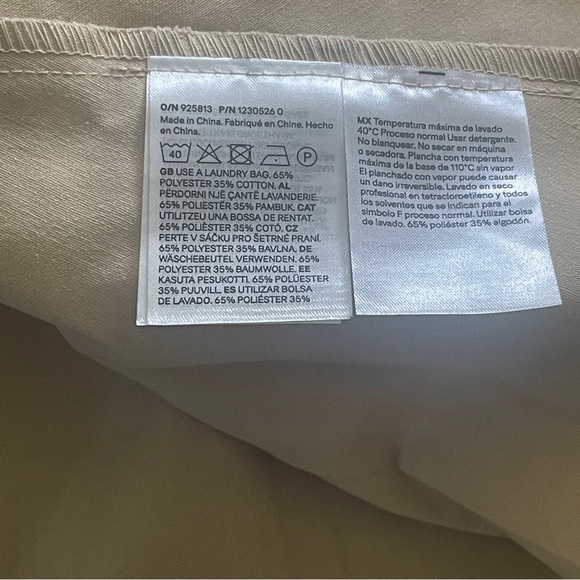 O/N 925813 P/N 1230526 0
Made in China. Fabriqué en Chine. Hecho
en China.
40 P
GB USE A LAUNDRY BAG. 65%
POLYESTER 35% COTTON. AL
PËRDORNI NJË ÇANTË LAVANDERIE.
65% POLIESTËR 35% PAMBUK. CAT
UTILITZEU UNA BOSSA DE RENTAT.
65% POLIÈSTER 35% COTÓ. CZ
PERTE V SÁČKU PRO ŠETRNÉ PRANÍ.
65% POLYESTER 35% BAVLNA. DE
WÄSCHEBEUTEL VERWENDEN. 65%
POLYESTER 35% BAUMWOLLE. EE
KASUTA PESUKOTTI. 65% POLÜESTER
35% PUUVILL. ES UTILIZAR BOLSA
DE LAVADO. 65% POLIÉSTER 35%
MX Temperatura máxima de lavado
40°C Proceso normal Usar detergente.
No blanquear. No secar en máquina
o secadora. Plancha con temperatura
máxima de la base de 110°C sin vapor
El planchado con vapor puede causar
un dano irreversible. Lavado en seco
profesional en tetracloroetileno y todos
los solventes que se indican para el
simbolo F proceso normal. Utilizar bolsa
de lavado. 65% poliéster 35% algodón.